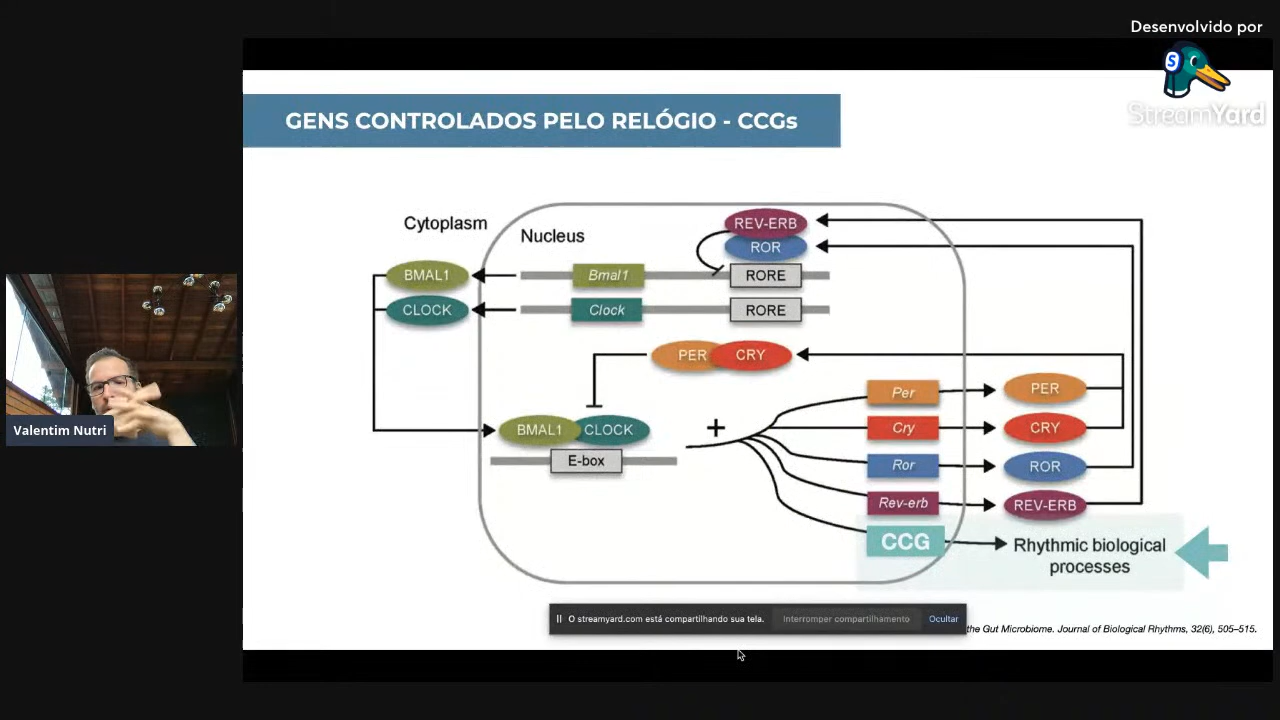 Desenvolvido por
S
StreamYard
GENS CONTROLADOS PELO RELÓGIO - CCGs
Cytoplasm
Nucleus
REV-ERB
ROR
BMAL1
Bmal1
RORE
CLOCK
Clock
RORE
PER CRY
Per
PER
BMAL1 CLOCK
+
Cry
CRY
E-box
Ror
ROR
Rev-erb
REV-ERB
CCG
Rhythmic biological
processes
Valentim Nutri
O streamyard.com está compartilhando sua tela.
Interromper compartilhamento
Ocultar
the Gut Microbiome. Journal of Biological Rhythms, 32(6), 505–515.